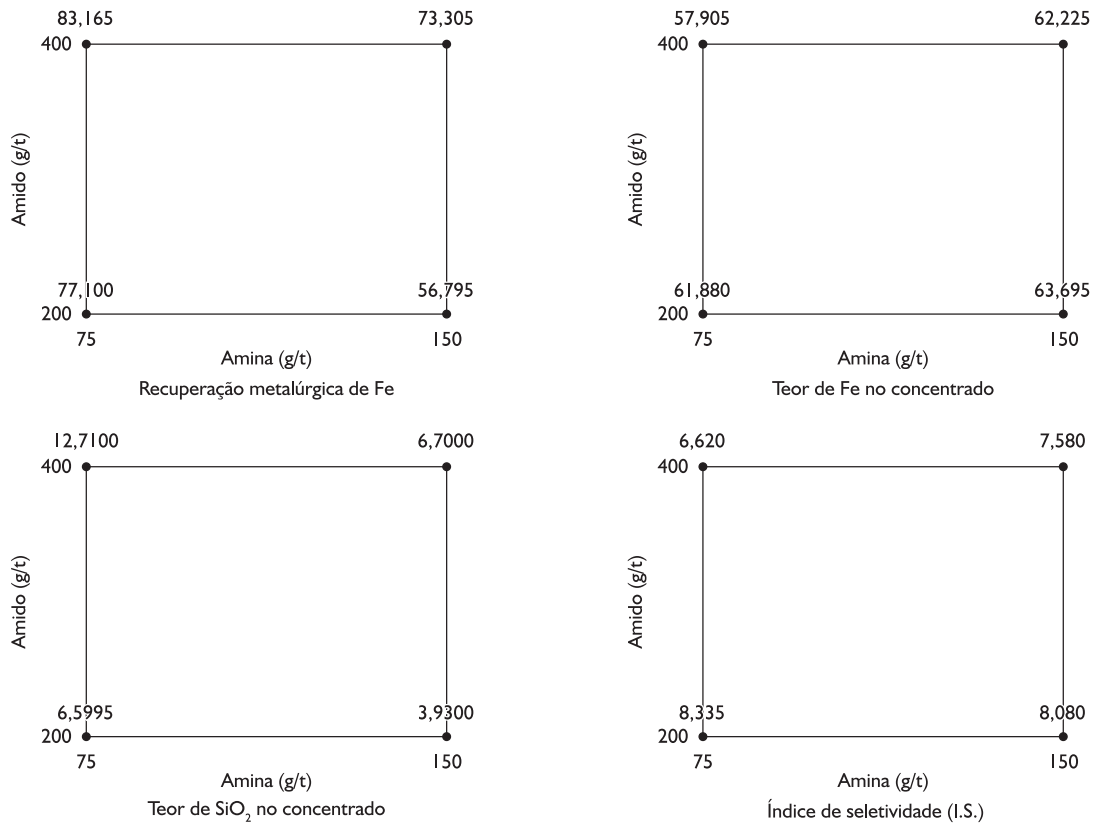 83,165 73,305
400
Amido (g/t)
77,100 56,795
200
75 150
Amina (g/t)
Recuperação metalúrgica de Fe
57,905 62,225
400
Amido (g/t)
61,880 63,695
200
75 150
Amina (g/t)
Teor de Fe no concentrado
12,7100 6,7000
400
Amido (g/t)
6,5995 3,9300
200
75 150
Amina (g/t)
Teor de SiO2 no concentrado
6,620 7,580
400
Amido (g/t)
8,335 8,080
200
75 150
Amina (g/t)
Índice de seletividade (I.S.)